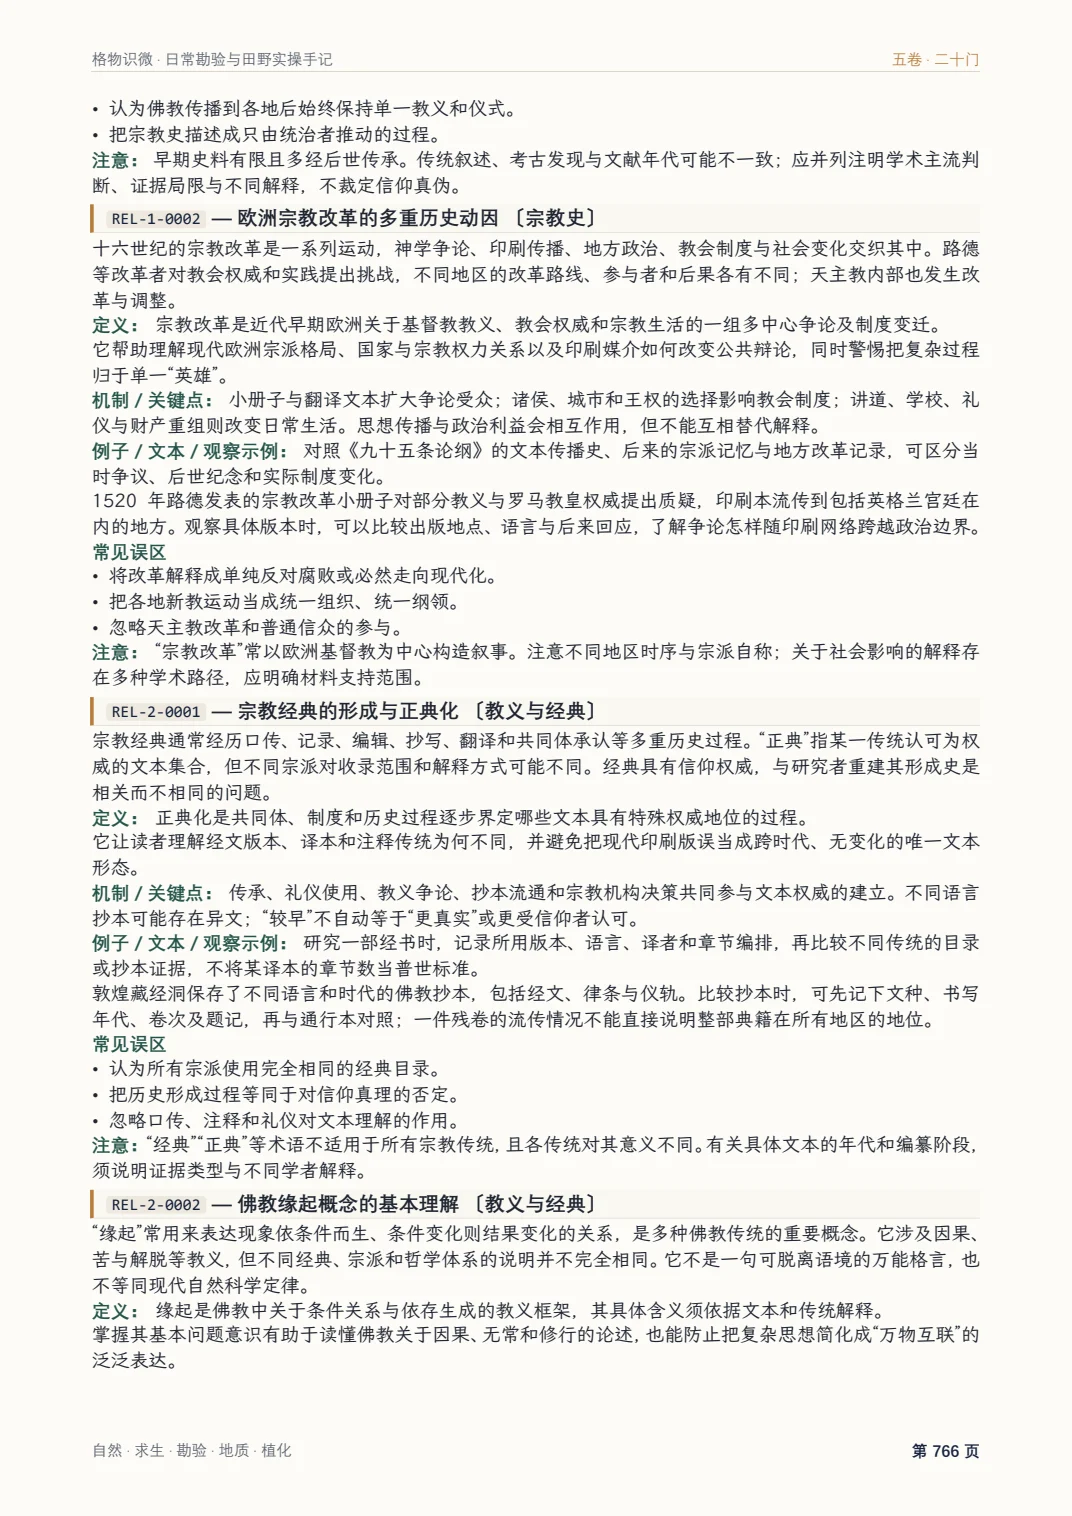 格物识微 · 日常勘验与田野实操手记
五卷 · 二十门
• 认为佛教传播到各地后始终保持单一教义和仪式。
• 把宗教史描述成只由统治者推动的过程。
注意： 早期史料有限且多经后世传承。传统叙述、考古发现与文献年代可能不一致；应并列注明学术主流判
断、证据局限与不同解释，不裁定信仰真伪。
REL-1-0002 — 欧洲宗教改革的多重历史动因 〔宗教史〕
十六世纪的宗教改革是一系列运动，神学争论、印刷传播、地方政治、教会制度与社会变化交织其中。路德
等改革者对教会权威和实践提出挑战，不同地区的改革路线、参与者和后果各有不同；天主教内部也发生改
革与调整。
定义： 宗教改革是近代早期欧洲关于基督教教义、教会权威和宗教生活的一组多中心争论及制度变迁。
它帮助理解现代欧洲宗派格局、国家与宗教权力关系以及印刷媒介如何改变公共辩论，同时警惕把复杂过程
归于单一“英雄”。
机制 / 关键点： 小册子与翻译文本扩大争论受众；诸侯、城市和王权的选择影响教会制度；讲道、学校、礼
仪与财产重组则改变日常生活。思想传播与政治利益会相互作用，但不能互相替代解释。
例子 / 文本 / 观察示例： 对照《九十五条论纲》的文本传播史、后来的宗派记忆与地方改革记录，可区分当
时争议、后世纪念和实际制度变化。
1520 年路德发表的宗教改革小册子对部分教义与罗马教皇权威提出质疑，印刷本流传到包括英格兰宫廷在
内的地方。观察具体版本时，可以比较出版地点、语言与后来回应，了解争论怎样随印刷网络跨越政治边界。
常见误区
• 将改革解释成单纯反对腐败或必然走向现代化。
• 把各地新教运动当成统一组织、统一纲领。
• 忽略天主教改革和普通信众的参与。
注意： “宗教改革”常以欧洲基督教为中心构造叙事。注意不同地区时序与宗派自称；关于社会影响的解释存
在多种学术路径，应明确材料支持范围。
REL-2-0001 — 宗教经典的形成与正典化 〔教义与经典〕
宗教经典通常经历口传、记录、编辑、抄写、翻译和共同体承认等多重历史过程。“正典”指某一传统认可为权
威的文本集合，但不同宗派对收录范围和解释方式可能不同。经典具有信仰权威，与研究者重建其形成史是
相关而不相同的问题。
定义： 正典化是共同体、制度和历史过程逐步界定哪些文本具有特殊权威地位的过程。
它让读者理解经文版本、译本和注释传统为何不同，并避免把现代印刷版误当成跨时代、无变化的唯一文本
形态。
机制 / 关键点： 传承、礼仪使用、教义争论、抄本流通和宗教机构决策共同参与文本权威的建立。不同语言
抄本可能存在异文；“较早”不自动等于“更真实”或更受信仰者认可。
例子 / 文本 / 观察示例： 研究一部经书时，记录所用版本、语言、译者和章节编排，再比较不同传统的目录
或抄本证据，不将某译本的章节数当普世标准。
敦煌藏经洞保存了不同语言和时代的佛教抄本，包括经文、律条与仪轨。比较抄本时，可先记下文种、书写
年代、卷次及题记，再与通行本对照；一件残卷的流传情况不能直接说明整部典籍在所有地区的地位。
常见误区
• 认为所有宗派使用完全相同的经典目录。
• 把历史形成过程等同于对信仰真理的否定。
• 忽略口传、注释和礼仪对文本理解的作用。
注意：“经典”“正典”等术语不适用于所有宗教传统，且各传统对其意义不同。有关具体文本的年代和编纂阶段，
须说明证据类型与不同学者解释。
REL-2-0002 — 佛教缘起概念的基本理解 〔教义与经典〕
“缘起”常用来表达现象依条件而生、条件变化则结果变化的关系，是多种佛教传统的重要概念。它涉及因果、
苦与解脱等教义，但不同经典、宗派和哲学体系的说明并不完全相同。它不是一句可脱离语境的万能格言，也
不等同现代自然科学定律。
定义： 缘起是佛教中关于条件关系与依存生成的教义框架，其具体含义须依据文本和传统解释。
掌握其基本问题意识有助于读懂佛教关于因果、无常和修行的论述，也能防止把复杂思想简化成“万物互联”的
泛泛表达。
自然 · 求生 · 勘验 · 地质 · 植化
第 766 页